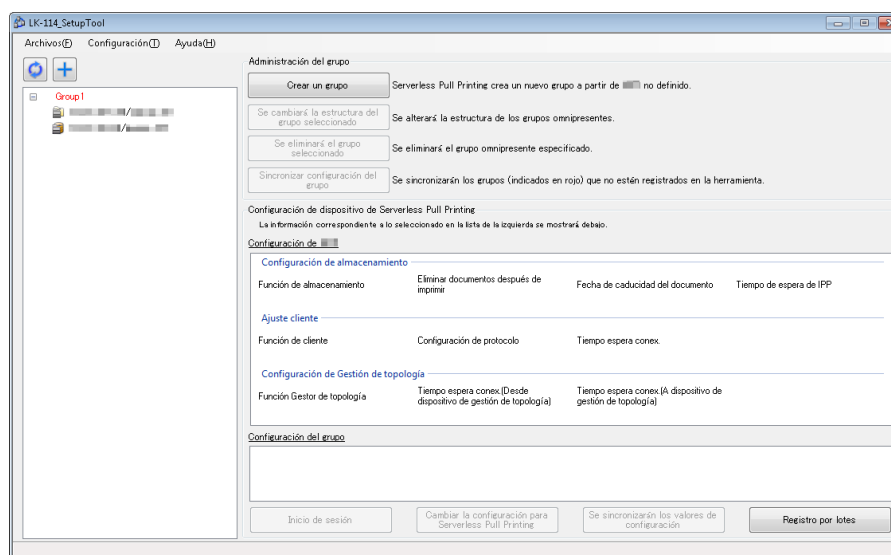 LK-114_SetupTool
Archivos(F) Configuración(T) Ayuda(H)
Group1
Administración del grupo
Crear un grupo
Serverless Pull Printing crea un nuevo grupo a partir de no definido.
Se cambiará la estructura del
grupo seleccionado
Se alterará la estructura de los grupos omnipresentes.
Se eliminará el grupo
seleccionado
Se eliminará el grupo omnipresente especificado.
Sincronizar configuración del
grupo
Se sincronizarán los grupos (indicados en rojo) que no estén registrados en la herramienta.
Configuración de dispositivo de Serverless Pull Printing
La información correspondiente a lo seleccionado en la lista de la izquierda se mostrará debajo.
Configuración de
Configuración de almacenamiento
Función de almacenamiento
Eliminar documentos después de
imprimir
Fecha de caducidad del documento
Tiempo de espera de IPP
Ajuste cliente
Función de cliente
Configuración de protocolo
Tiempo espera conex.
Configuración de Gestión de topología
Función Gestor de topología
Tiempo espera conex.(Desde
dispositivo de gestión de topología)
Tiempo espera conex.(A dispositivo de
gestión de topología)
Configuración del grupo
Inicio de sesión
Cambiar la configuración para
Serverless Pull Printing
Se sincronizarán los valores de
configuración
Registro por lotes